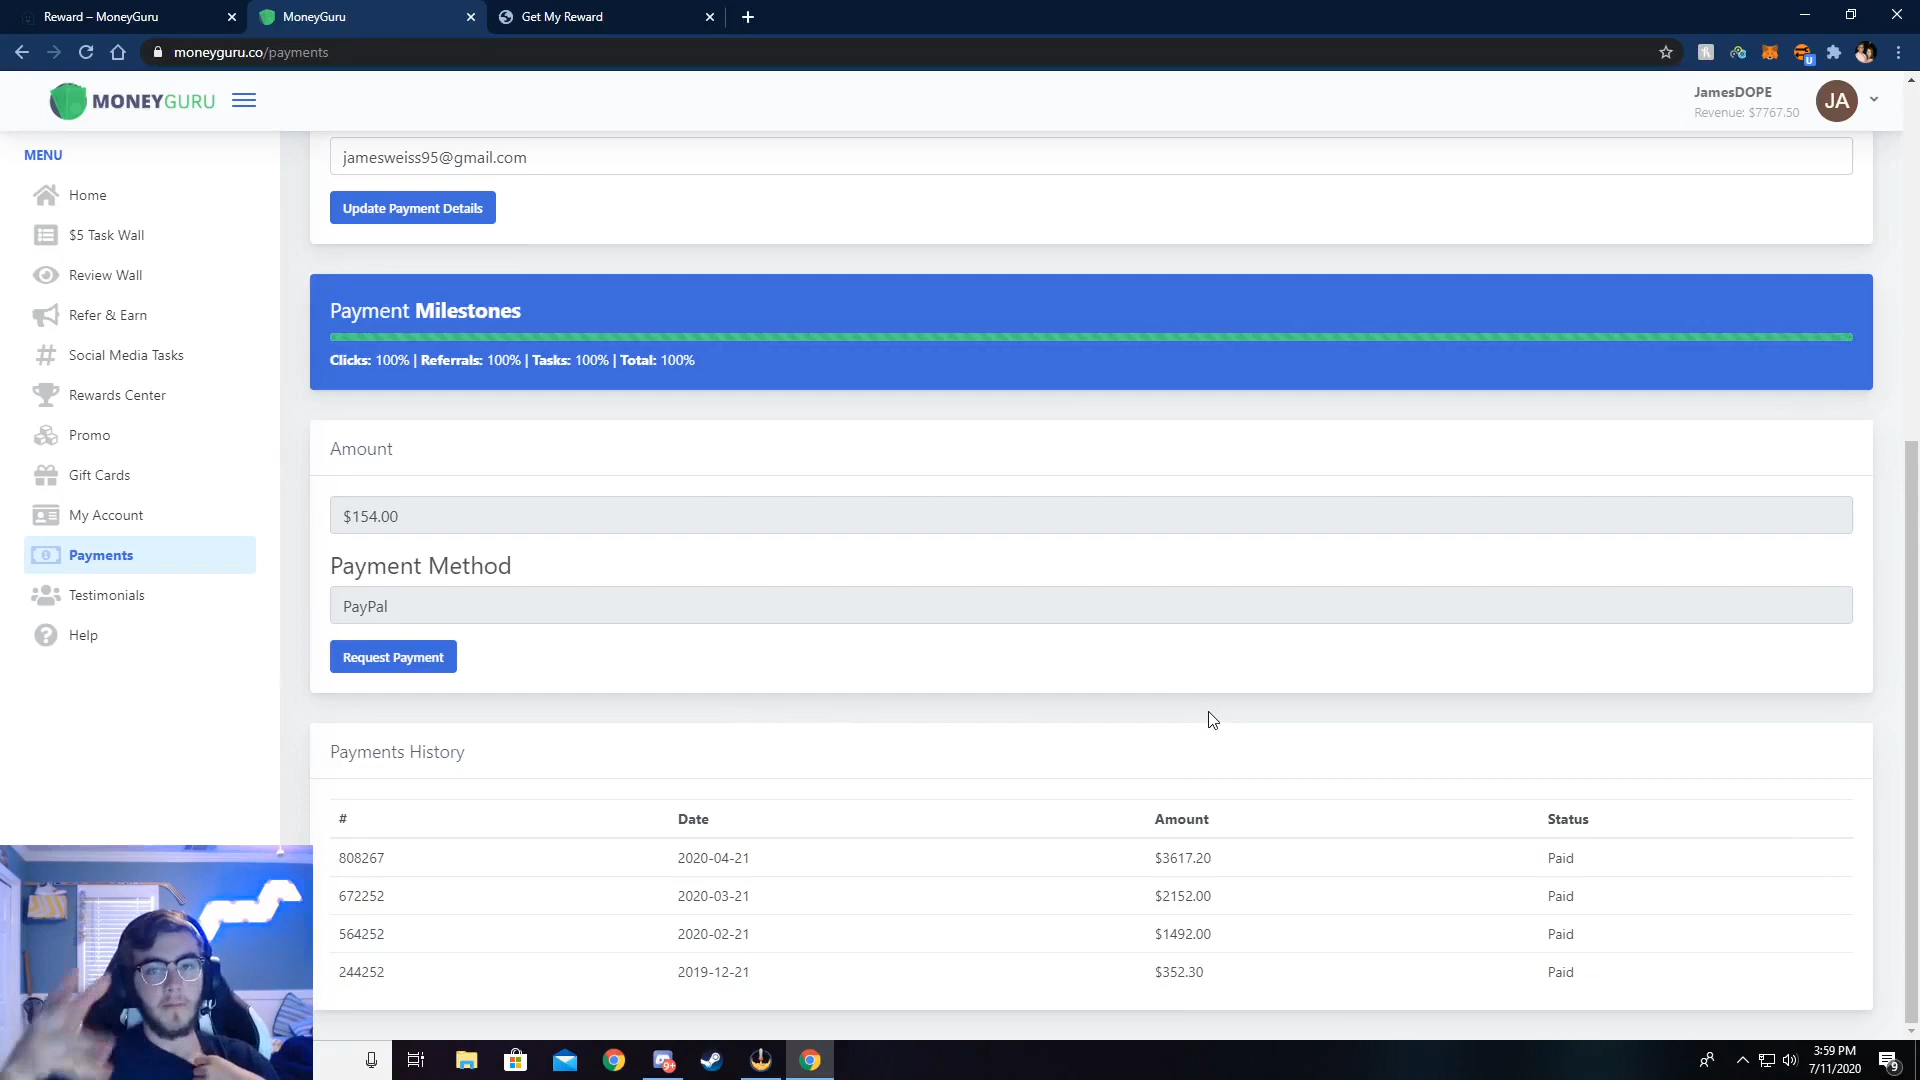 Reward – MoneyGuru
MoneyGuru
Get My Reward
moneyguru.co/payments
MONEYGURU
JamesDOPE
Revenue: $7767.50
JA
MENU
Home
$5 Task Wall
Review Wall
Refer & Earn
Social Media Tasks
Rewards Center
Promo
Gift Cards
My Account
Payments
Testimonials
Help
jamesweiss95@gmail.com
Update Payment Details
Payment Milestones
Clicks: 100% | Referrals: 100% | Tasks: 100% | Total: 100%
Amount
$154.00
Payment Method
PayPal
Request Payment
Payments History
# Date Amount Status
808267 2020-04-21 $3617.20 Paid
672252 2020-03-21 $2152.00 Paid
564252 2020-02-21 $1492.00 Paid
244252 2019-12-21 $352.30 Paid
3:59 PM
7/11/2020
9